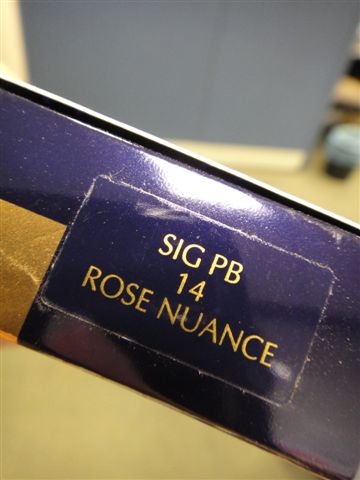 SIG PB
14
ROSE NUANCE